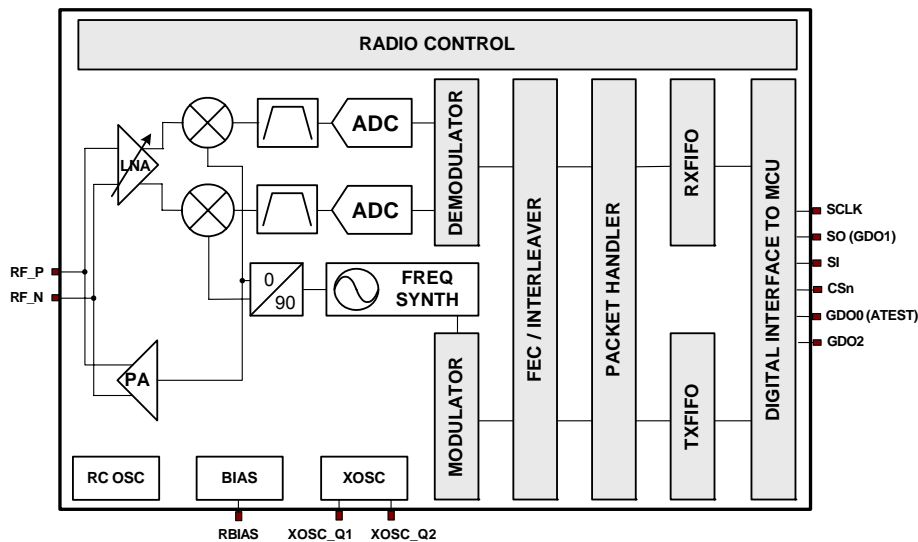 RADIO CONTROL
LNA
ADC
ADC
DEMODULATOR
FEC / INTERLEAVER
PACKET HANDLER
RXFIFO
DIGITAL INTERFACE TO MCU
SCLK
SO (GDO1)
SI
CSn
GDO0 (ATEST)
GDO2
RF_P
RF_N
0
90
FREQ
SYNTH
PA
MODULATOR
TXFIFO
RC OSC
BIAS
XOSC
RBIAS
XOSC_Q1
XOSC_Q2